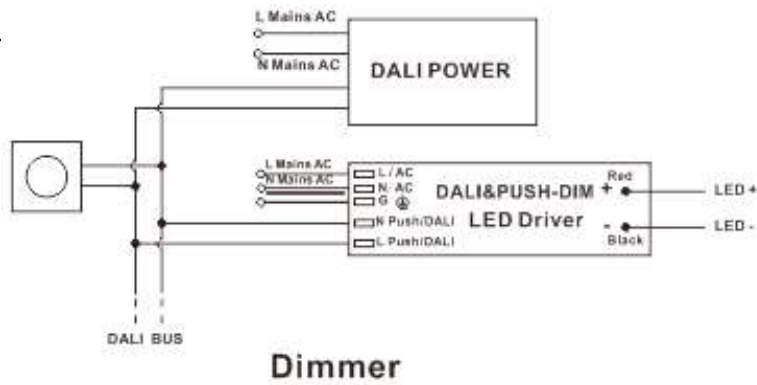 L Mains AC
N Mains AC
DALI POWER
L Mains AC
N Mains AC
L / AC
N/ AC
G
N Push/DALI
L Push/DALI
DALI&PUSH-DIM
LED Driver
Red
+
-
Black
LED +
LED -
DALI BUS
Dimmer